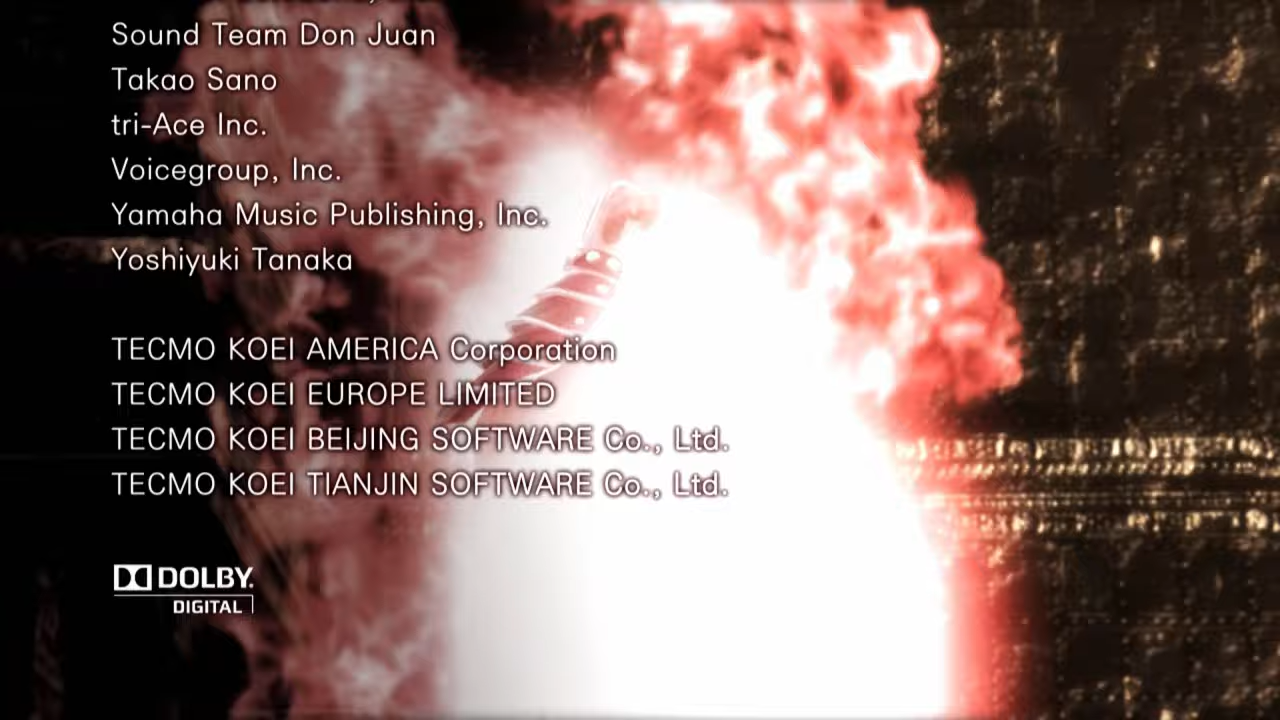 Sound Team Don Juan
Takao Sano
tri-Ace Inc.
Voicegroup, Inc.
Yamaha Music Publishing, Inc.
Yoshiyuki Tanaka
TECMO KOEI AMERICA Corporation
TECMO KOEI EUROPE LIMITED
TECMO KOEI BEIJING SOFTWARE Co., Ltd.
TECMO KOEI TIANJIN SOFTWARE Co., Ltd.
DOLBY
DIGITAL